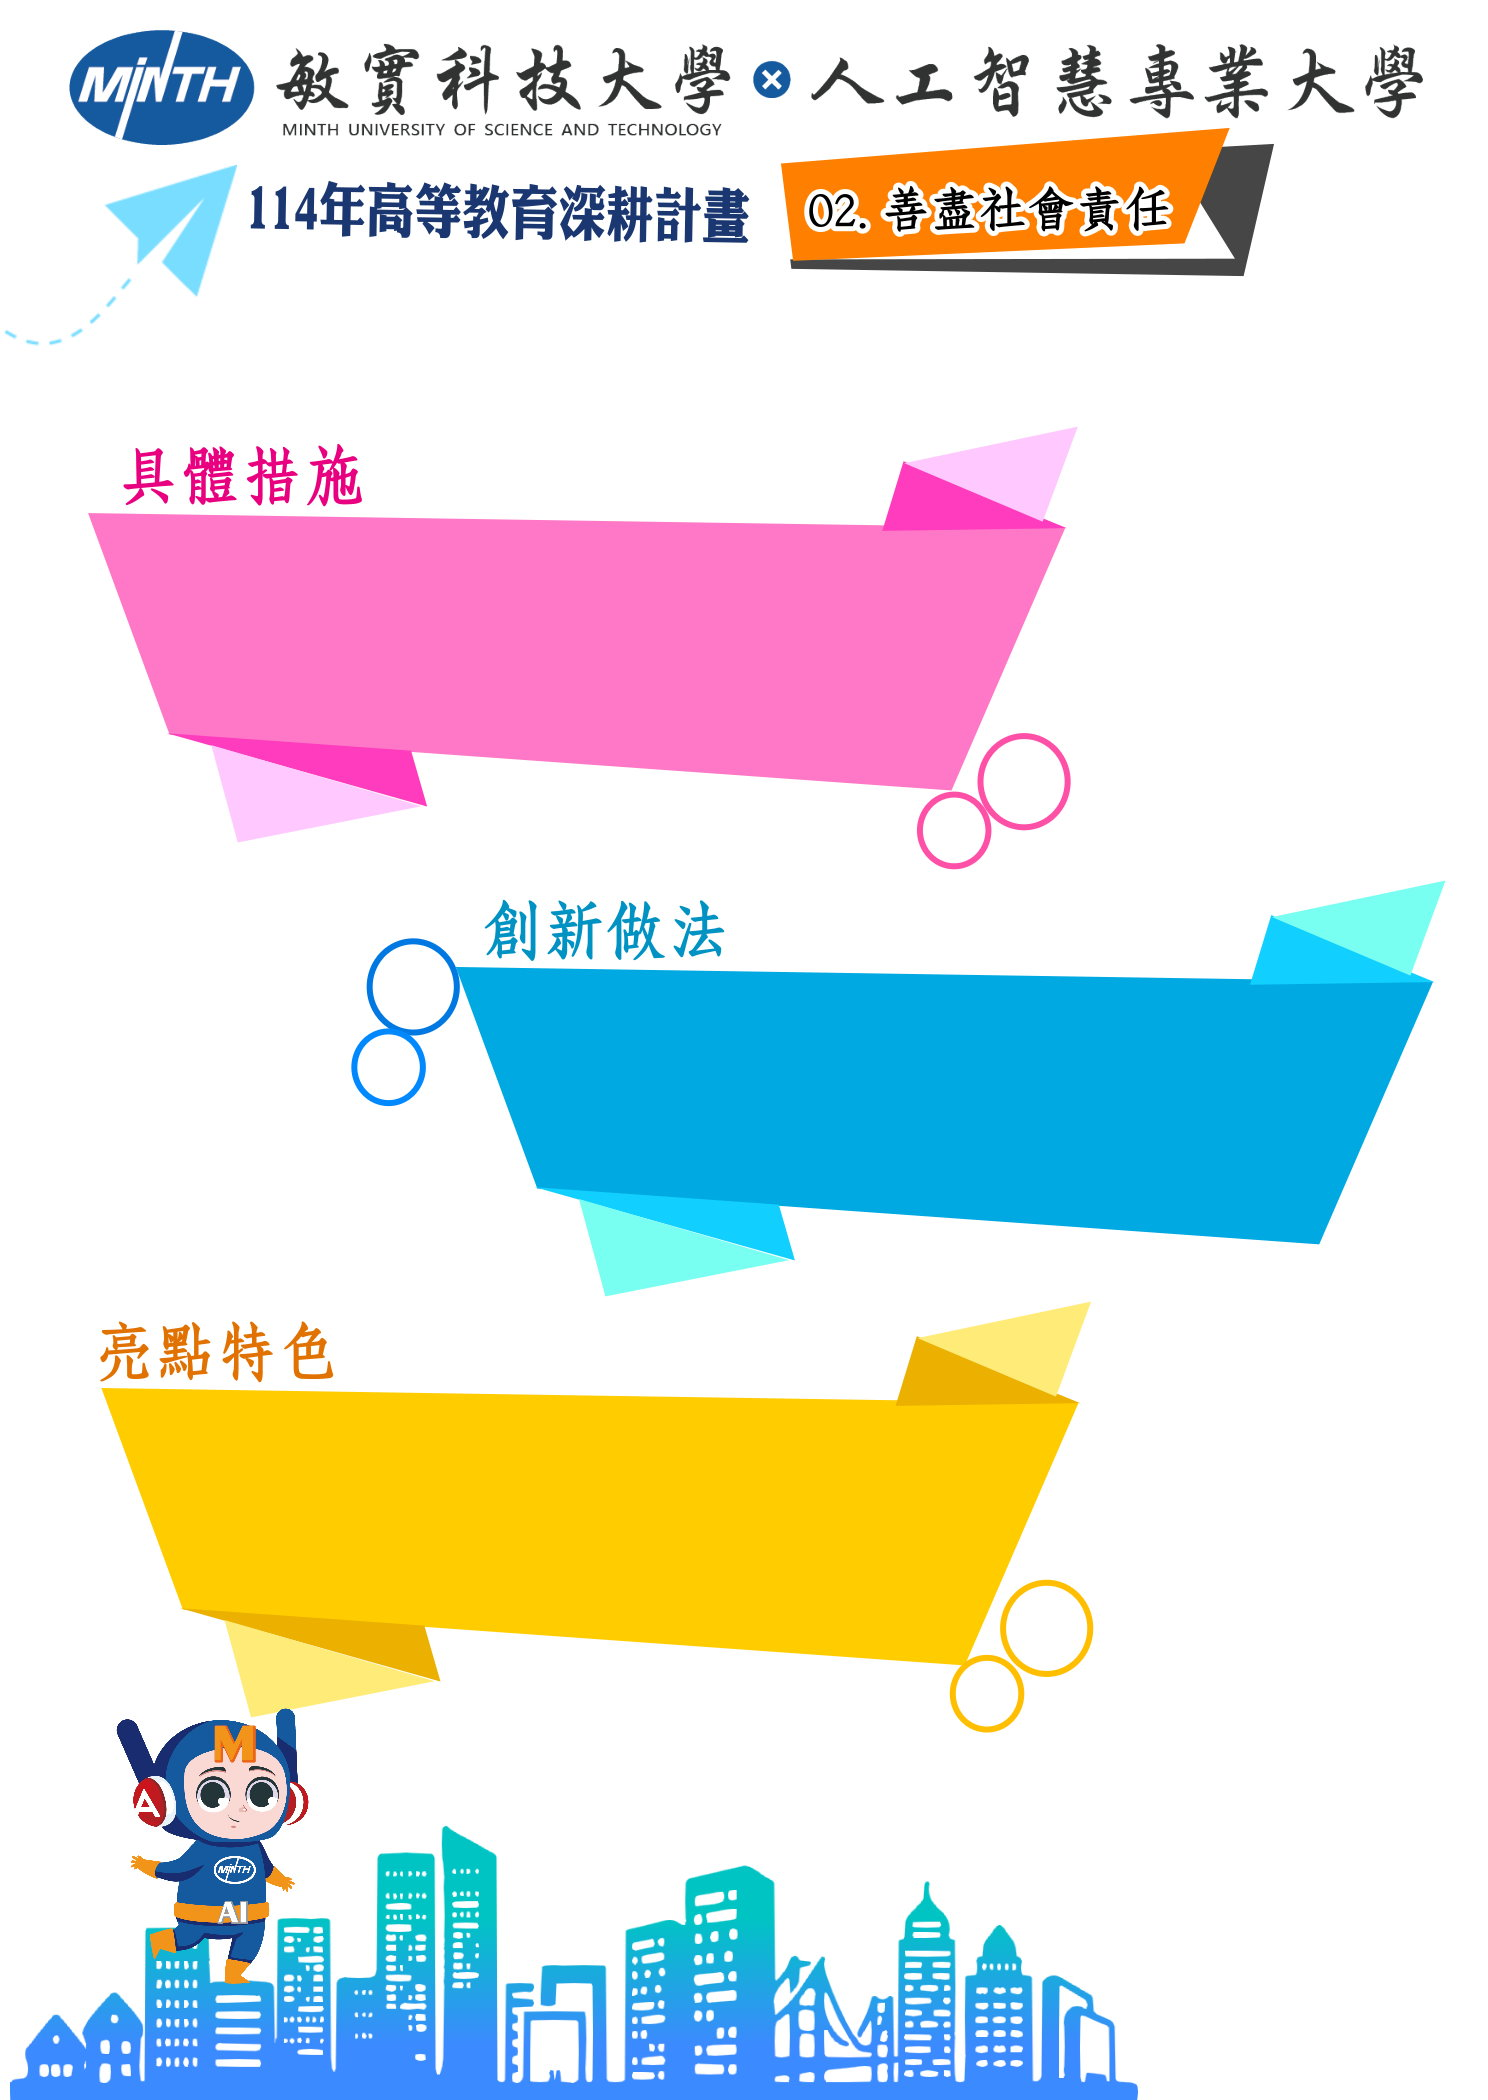 MINTH 敏實科技大學 × 人工智慧專業大學
MINTH UNIVERSITY OF SCIENCE AND TECHNOLOGY
114年高等教育深耕計畫
02.善盡社會責任
具體措施
創新做法
亮點特色
M
A
MINTH
AI